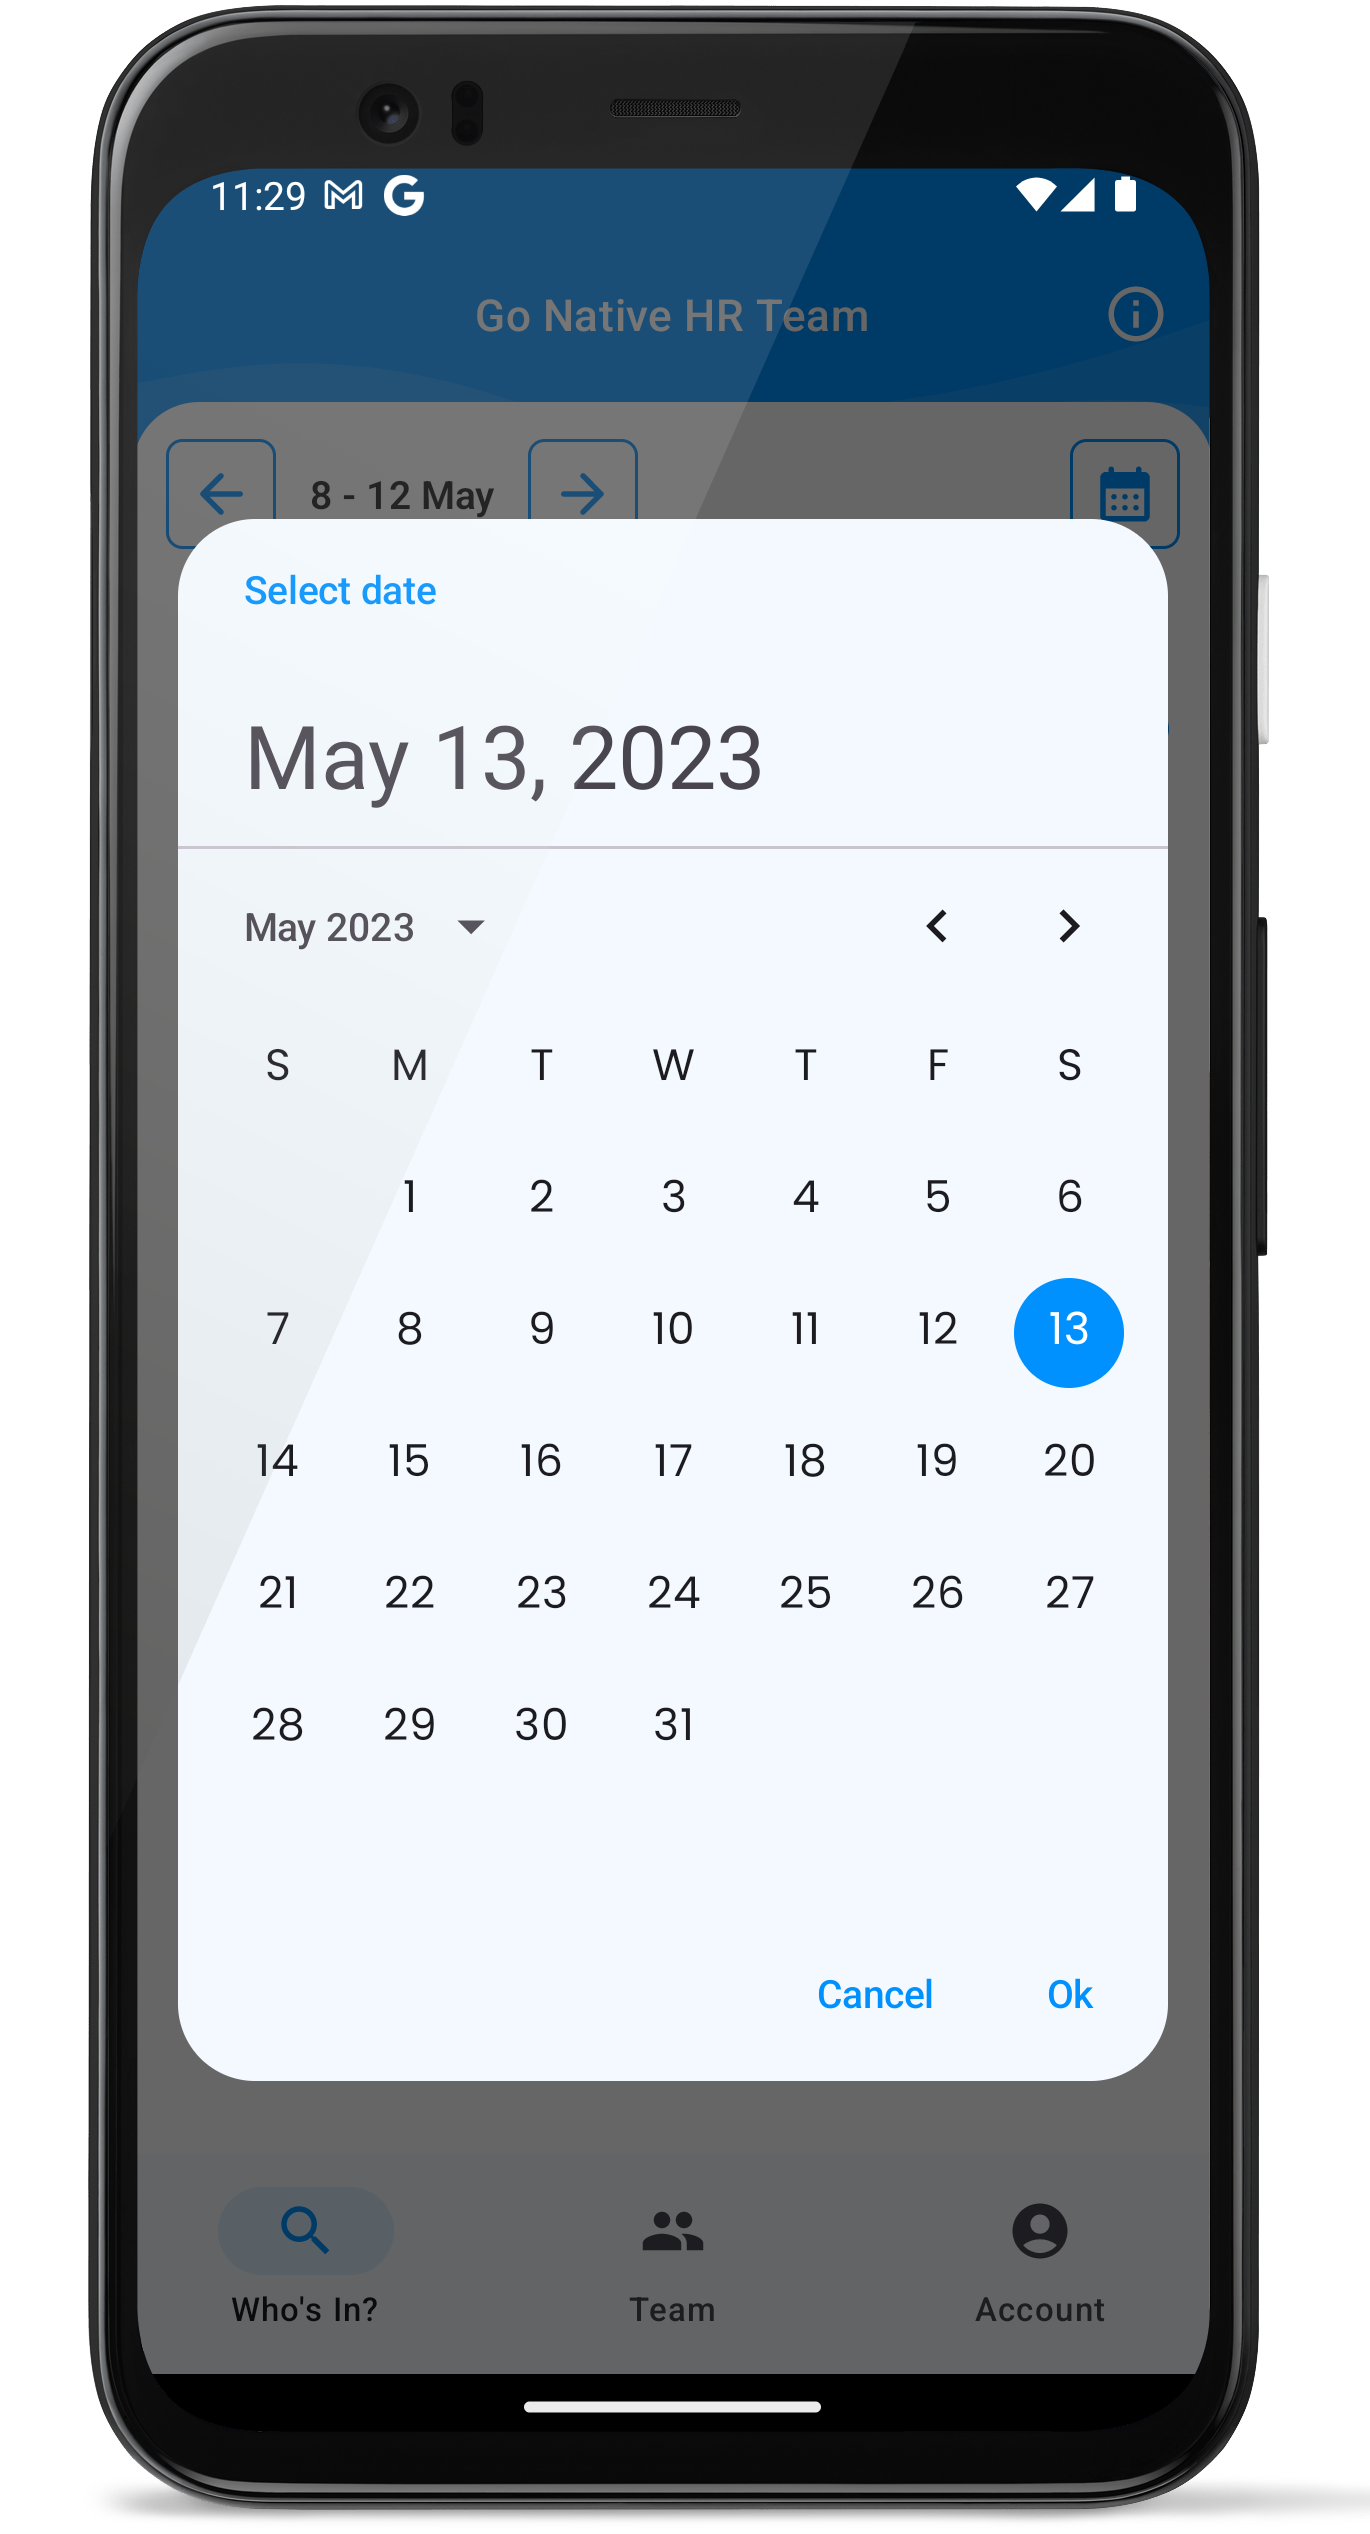 11:29
Go Native HR Team
8 - 12 May
Select date
May 13, 2023
May 2023
S M T W T F S
1 2 3 4 5 6
7 8 9 10 11 12 13
14 15 16 17 18 19 20
21 22 23 24 25 26 27
28 29 30 31
Cancel Ok
Who's In? Team Account